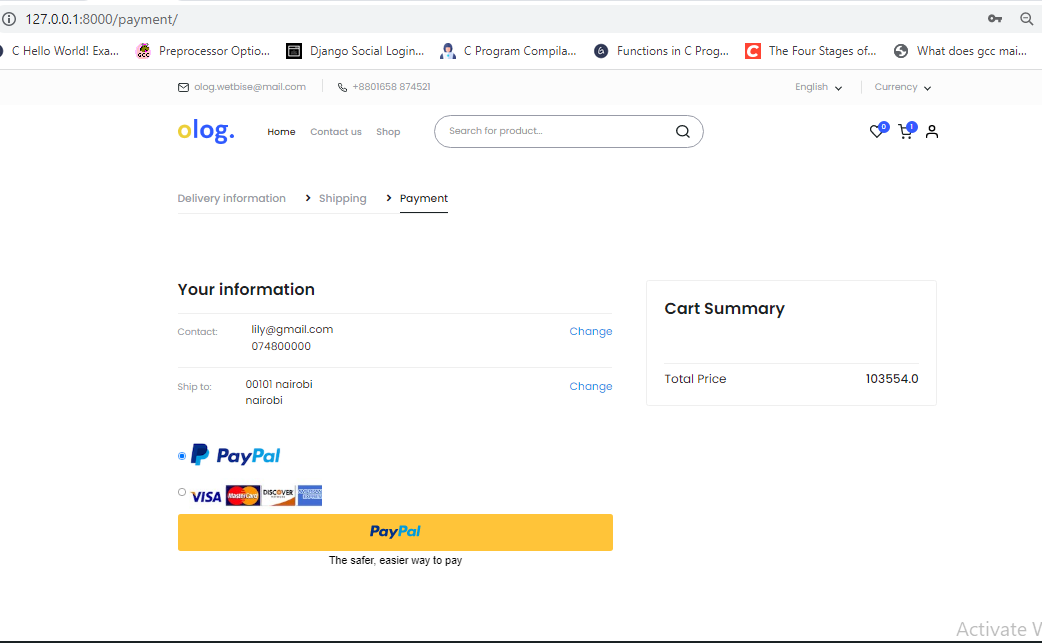 127.0.0.1:8000/payment/
C Hello World! Exa... Preprocessor Optio... Django Social Login... C Program Compila... Functions in C Prog... The Four Stages of... What does gcc mai...
olog.wetbise@mail.com +8801658 874521 English Currency
olog. Home Contact us Shop Search for product... 0 1
Delivery information Shipping Payment
Your information
Cart Summary
Contact: lily@gmail.com Change
074800000
Total Price 103554.0
Ship to: 00101 nairobi Change
nairobi
PayPal
VISA MasterCard DISCOVER
PayPal
The safer, easier way to pay
Activate W